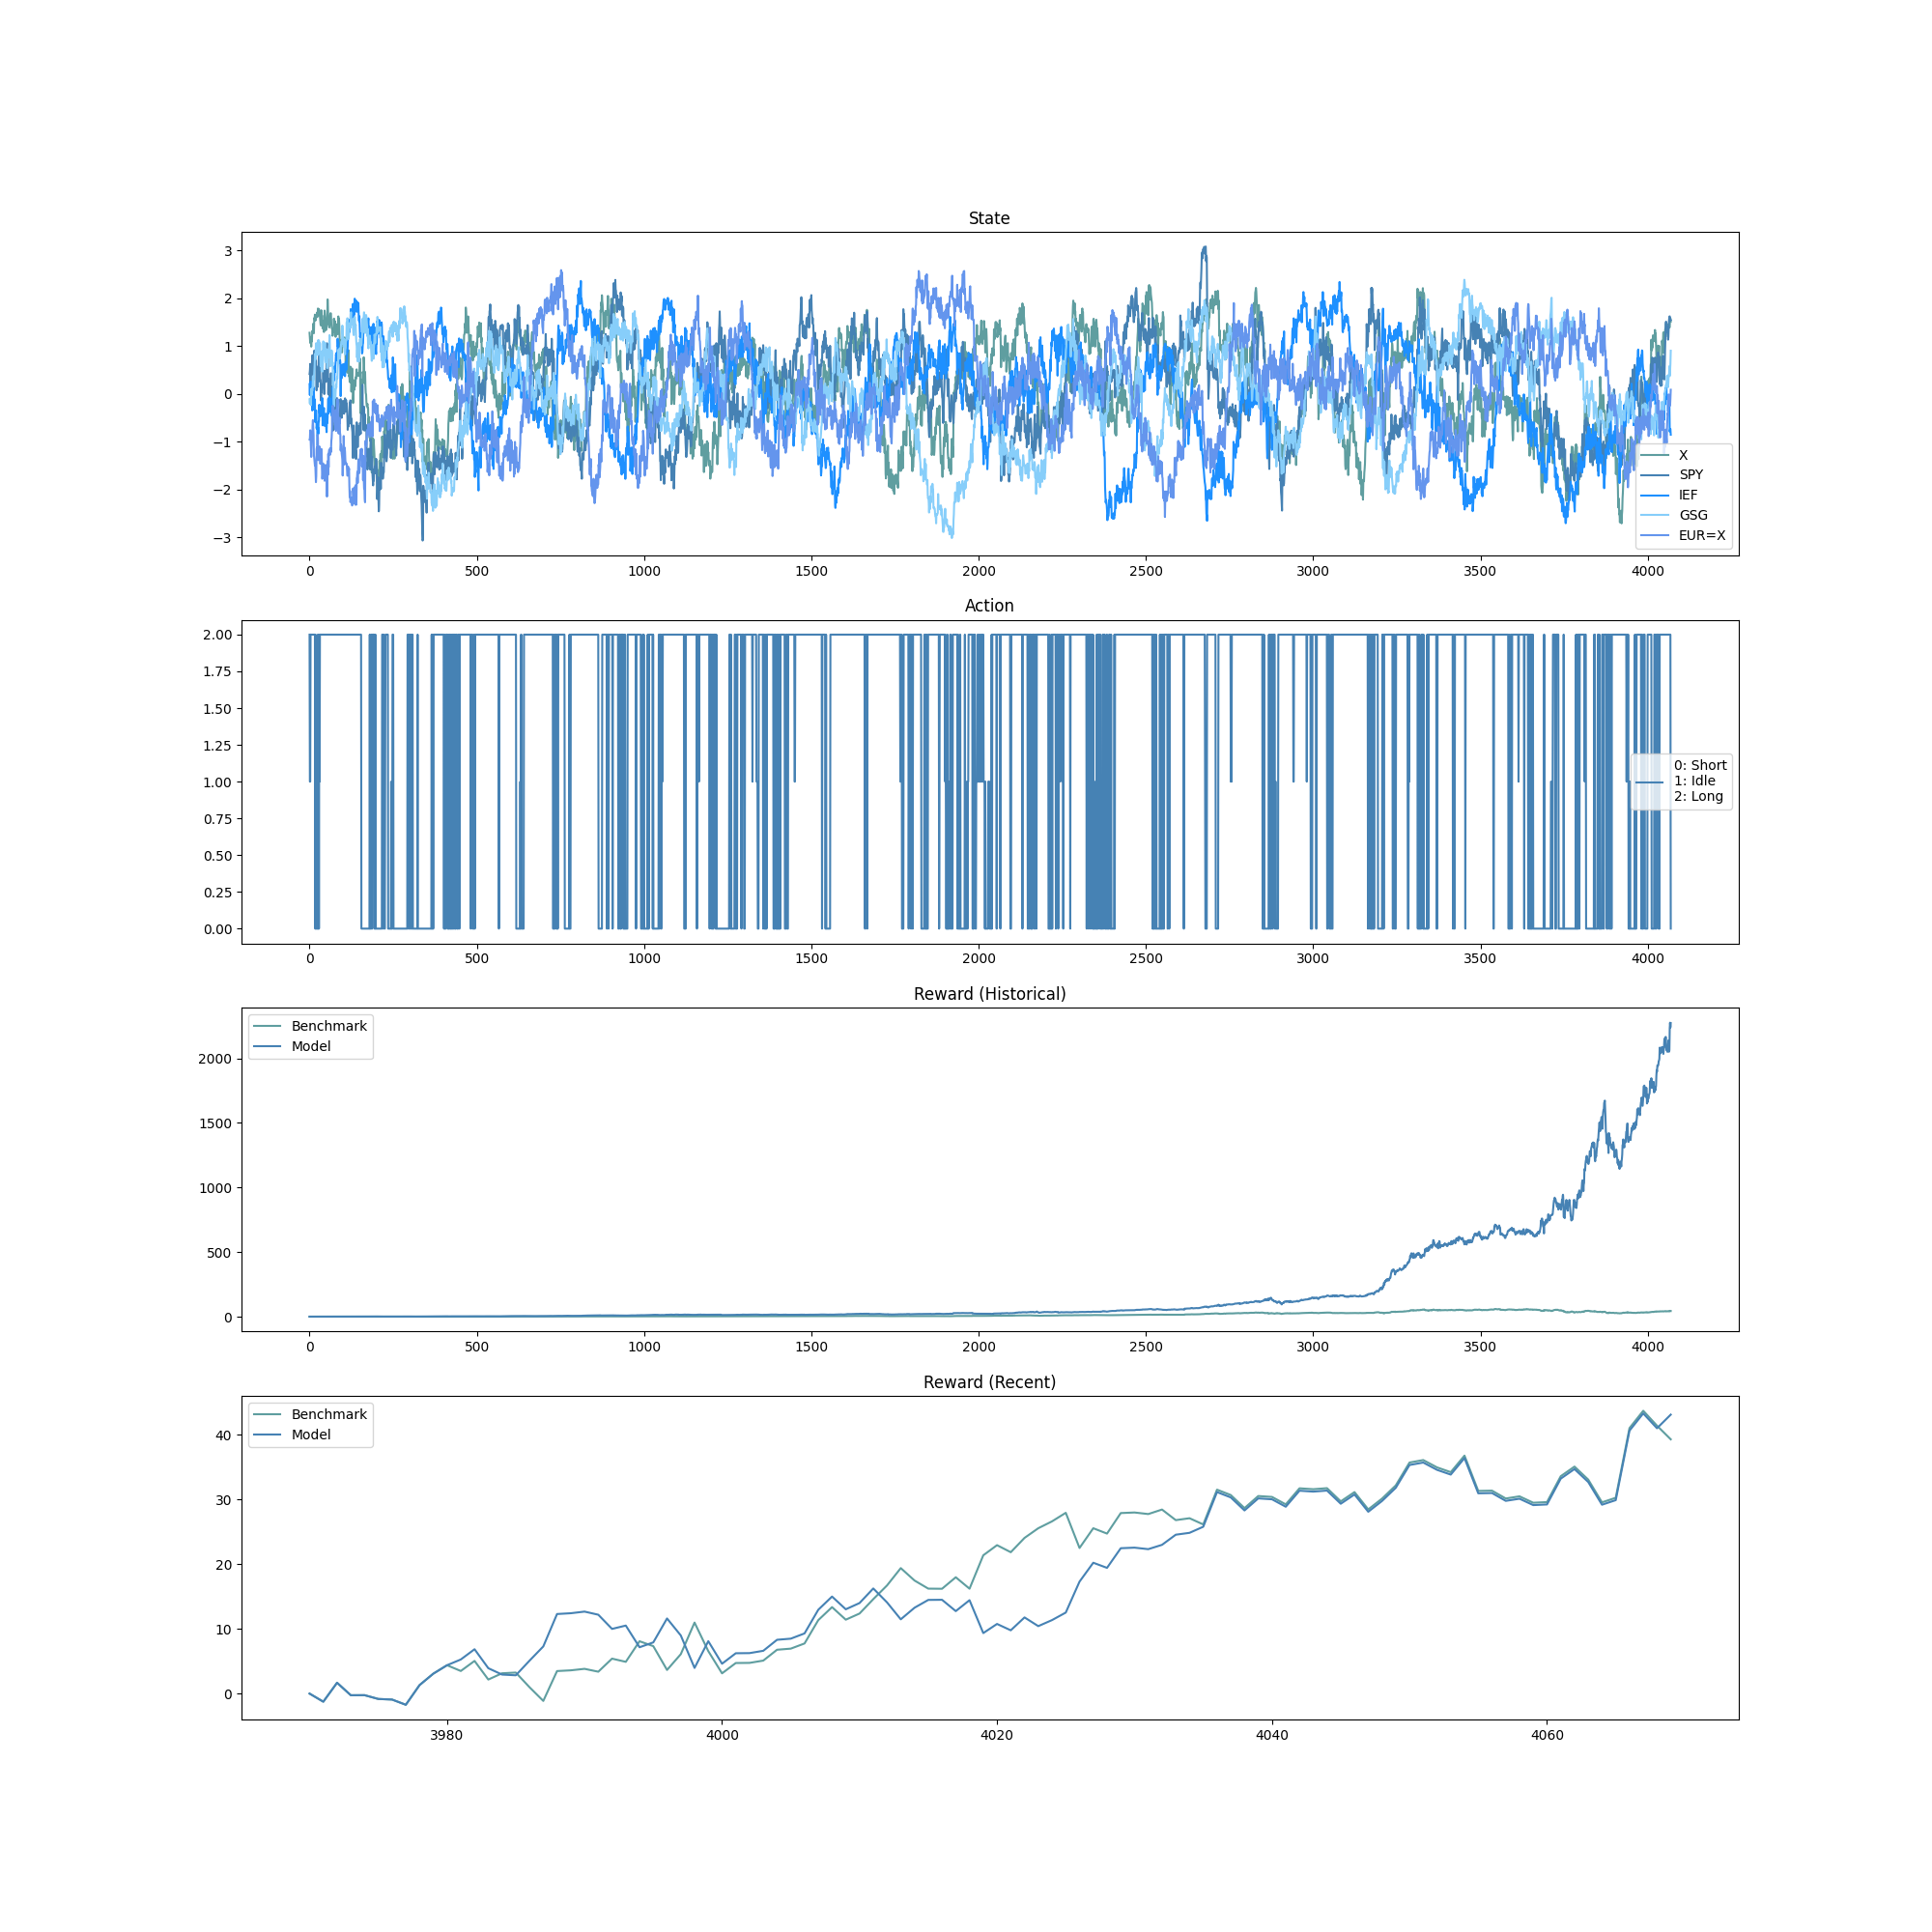 State
3
2
1
0
−1
−2
−3
X
SPY
IEF
GSG
EUR=X
0 500 1000 1500 2000 2500 3000 3500 4000
Action
2.00
1.75
1.50
1.25
1.00
0.75
0.50
0.25
0.00
0: Short
1: Idle
2: Long
0 500 1000 1500 2000 2500 3000 3500 4000
Reward (Historical)
Benchmark
Model
2000
1500
1000
500
0
0 500 1000 1500 2000 2500 3000 3500 4000
Reward (Recent)
Benchmark
Model
40
30
20
10
0
3980 4000 4020 4040 4060